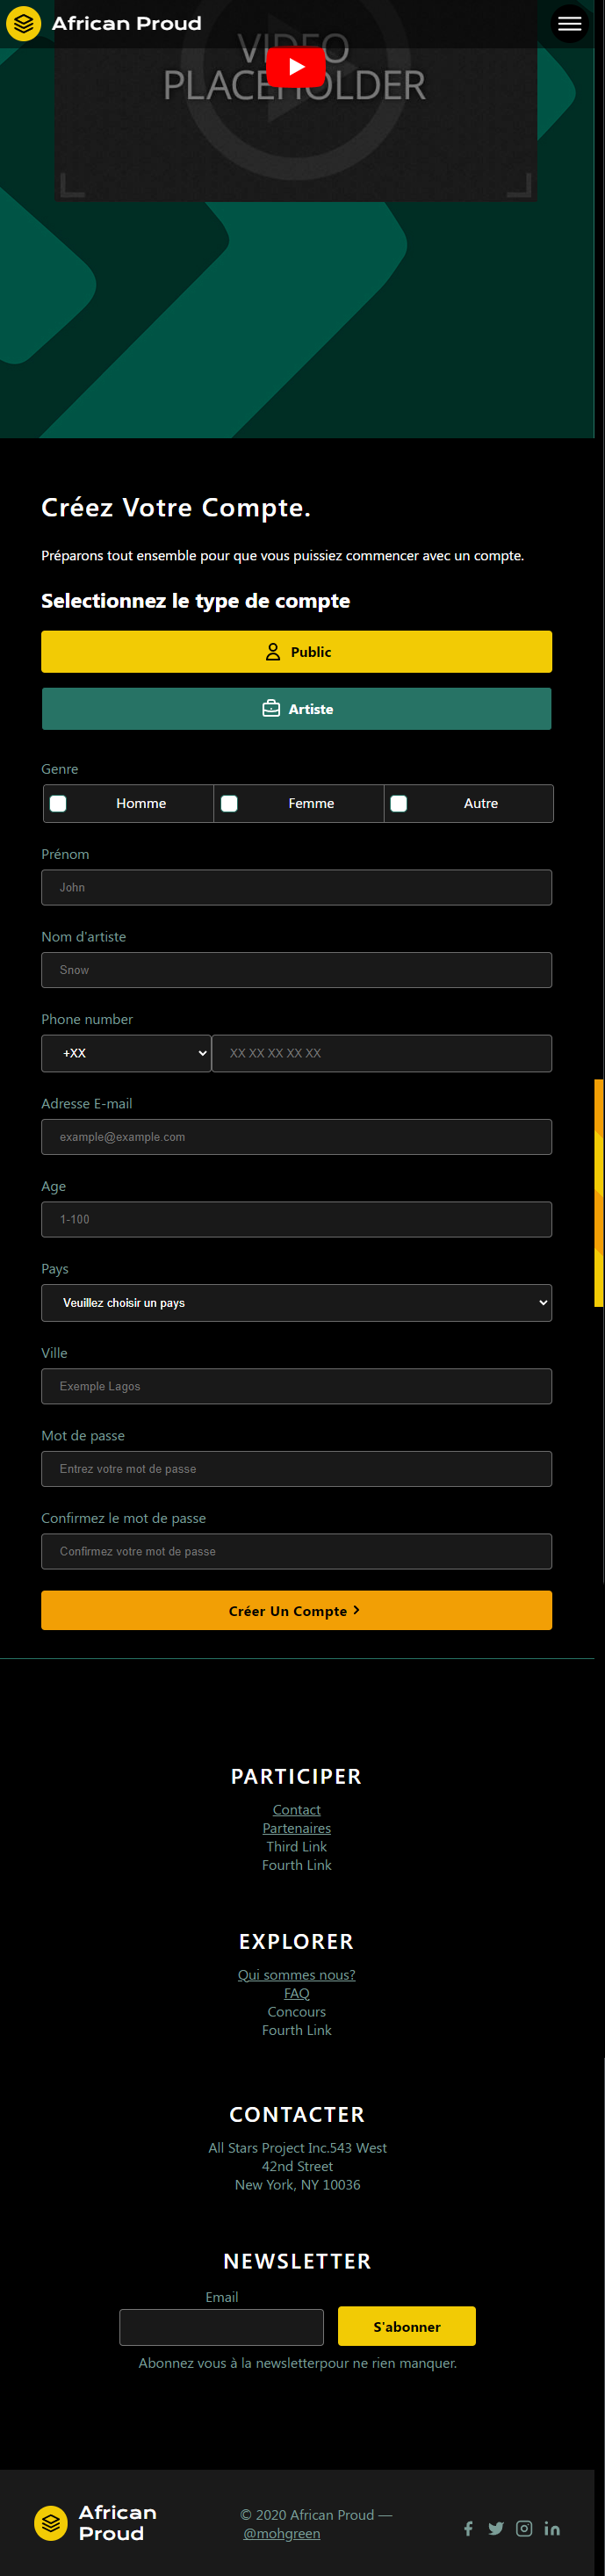 African Proud
VIDEO
PLACEHOLDER
Créez Votre Compte.
Préparons tout ensemble pour que vous puissiez commencer avec un compte.
Selectionnez le type de compte
Public
Artiste
Genre
Homme Femme Autre
Prénom
John
Nom d'artiste
Snow
Phone number
+XX XX XX XX XX XX
Adresse E-mail
example@example.com
Age
1-100
Pays
Veuillez choisir un pays
Ville
Exemple Lagos
Mot de passe
Entrez votre mot de passe
Confirmez le mot de passe
Confirmez votre mot de passe
Créer Un Compte
PARTICIPER
Contact
Partenaires
Third Link
Fourth Link
EXPLORER
Qui sommes nous?
FAQ
Concours
Fourth Link
CONTACTER
All Stars Project Inc.543 West
42nd Street
New York, NY 10036
NEWSLETTER
Email
S'abonner
Abonnez vous à la newsletterpour ne rien manquer.
African
Proud
© 2020 African Proud —
@mohgreen